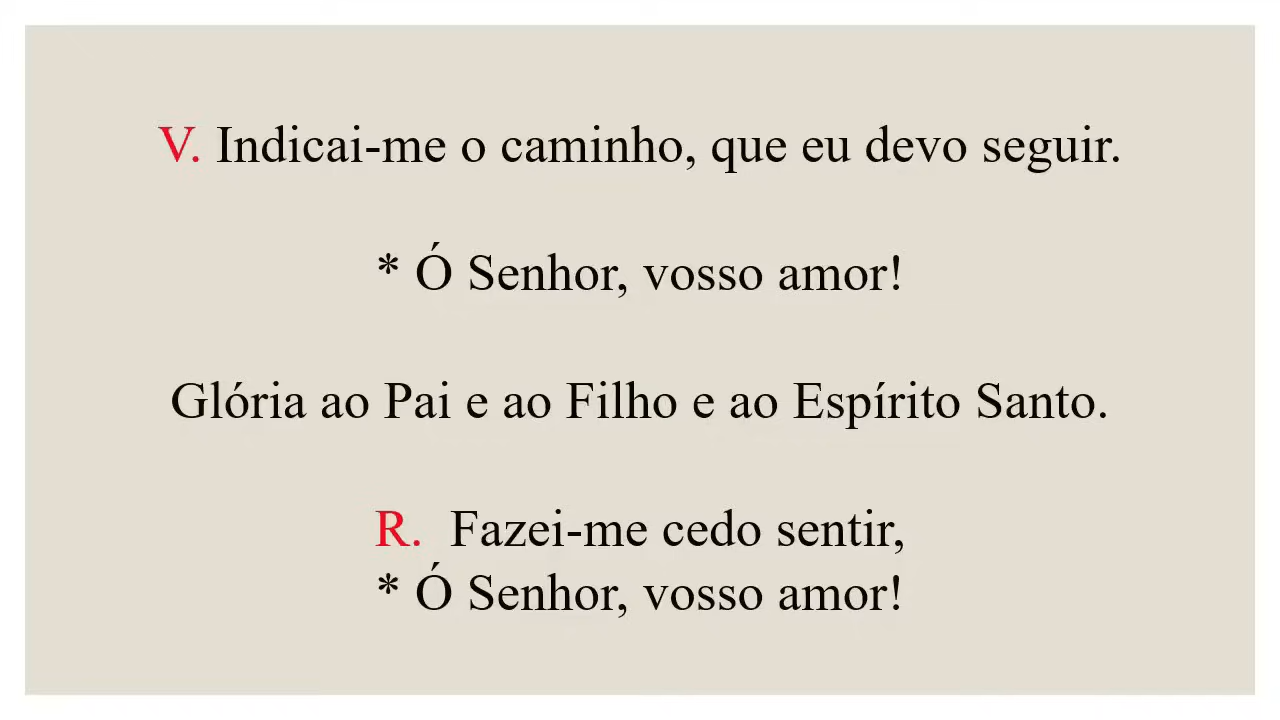 V. Indicai-me o caminho, que eu devo seguir.
* Ó Senhor, vosso amor!
Glória ao Pai e ao Filho e ao Espírito Santo.
R. Fazei-me cedo sentir,
* Ó Senhor, vosso amor!